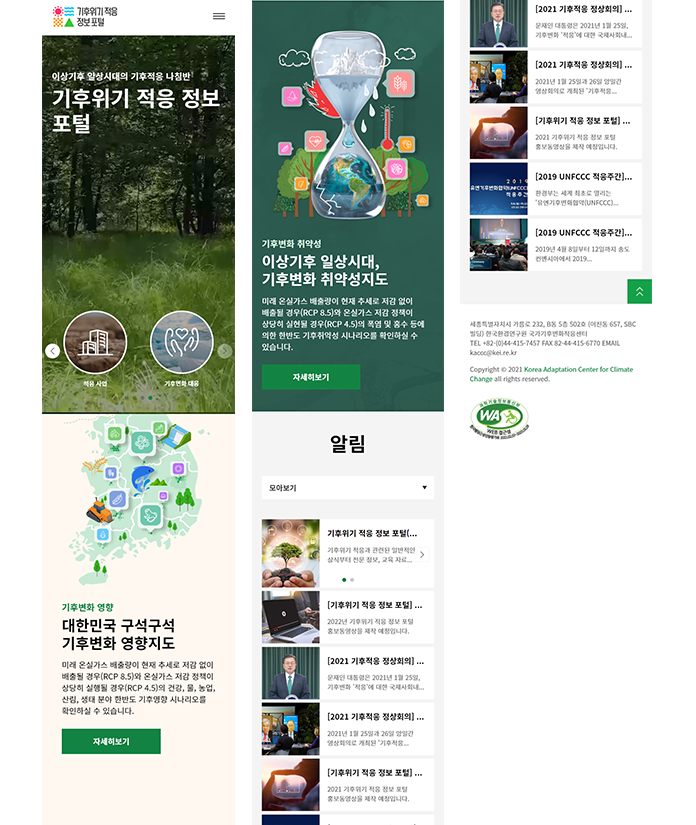 기후위기 적응
정보 포털
이상기후 일상시대의 기후적응 나침반
기후위기 적응 정보
포털
적응 사업
기후변화 대응
기후변화 영향
대한민국 구석구석
기후변화 영향지도
미래 온실가스 배출량이 현재 추세로 저감 없이
배출될 경우(RCP 8.5)와 온실가스 저감 정책이
상당히 실행될 경우(RCP 4.5)의 건강, 물, 농업,
산림, 생태 분야 한반도 기후영향 시나리오를
확인하실 수 있습니다.
자세히보기
기후변화 취약성
이상기후 일상시대,
기후변화 취약성지도
미래 온실가스 배출량이 현재 추세로 저감 없이
배출될 경우(RCP 8.5)와 온실가스 저감 정책이
상당히 실현될 경우(RCP 4.5)의 폭염 및 홍수 등에
의한 한반도 기후취약성 시나리오를 확인하실 수
있습니다.
자세히보기
알림
모아보기
기후위기 적응 정보 포털(...
기후위기 적응과 관련된 일반적인
상식부터 전문 정보, 교육 자료...
[기후위기 적응 정보 포털] ...
2022년 기후위기 적응 정보 포털
홍보동영상을 제작 예정입니다.
[2021 기후적응 정상회의] ...
문재인 대통령은 2021년 1월 25일,
기후변화 '적응'에 대한 국제사회내...
[2021 기후적응 정상회의] ...
2021년 1월 25일과 26일 양일간
영상회의로 개최된 '기후적응...
[기후위기 적응 정보 포털] ...
2021 기후위기 적응 정보 포털
홍보동영상을 제작 예정입니다.
[2021 기후적응 정상회의] ...
문재인 대통령은 2021년 1월 25일,
기후변화 '적응'에 대한 국제사회내...
[2021 기후적응 정상회의] ...
2021년 1월 25일과 26일 양일간
영상회의로 개최된 '기후적응...
[기후위기 적응 정보 포털] ...
2021 기후위기 적응 정보 포털
홍보동영상을 제작 예정입니다.
2019
유엔기후변화협약(UNFCCC)
적응주간
[2019 UNFCCC 적응주간]...
환경부는 세계 최초로 열리는
'유엔기후변화협약(UNFCCC)...
[2019 UNFCCC 적응주간]...
2019년 4월 8일부터 12일까지 송도
컨벤시아에서 2019...
세종특별자치시 가름로 232, B동 5층 502호 (어진동 657, SBC
빌딩) 한국환경연구원 국가기후변화적응센터
TEL +82-(0)44-415-7457 FAX 82-44-415-6770 EMAIL
kaccc@kei.re.kr
Copyright © 2021 Korea Adaptation Center for Climate
Change all rights reserved.
과학기술정보통신부
WA
WEB 접근성